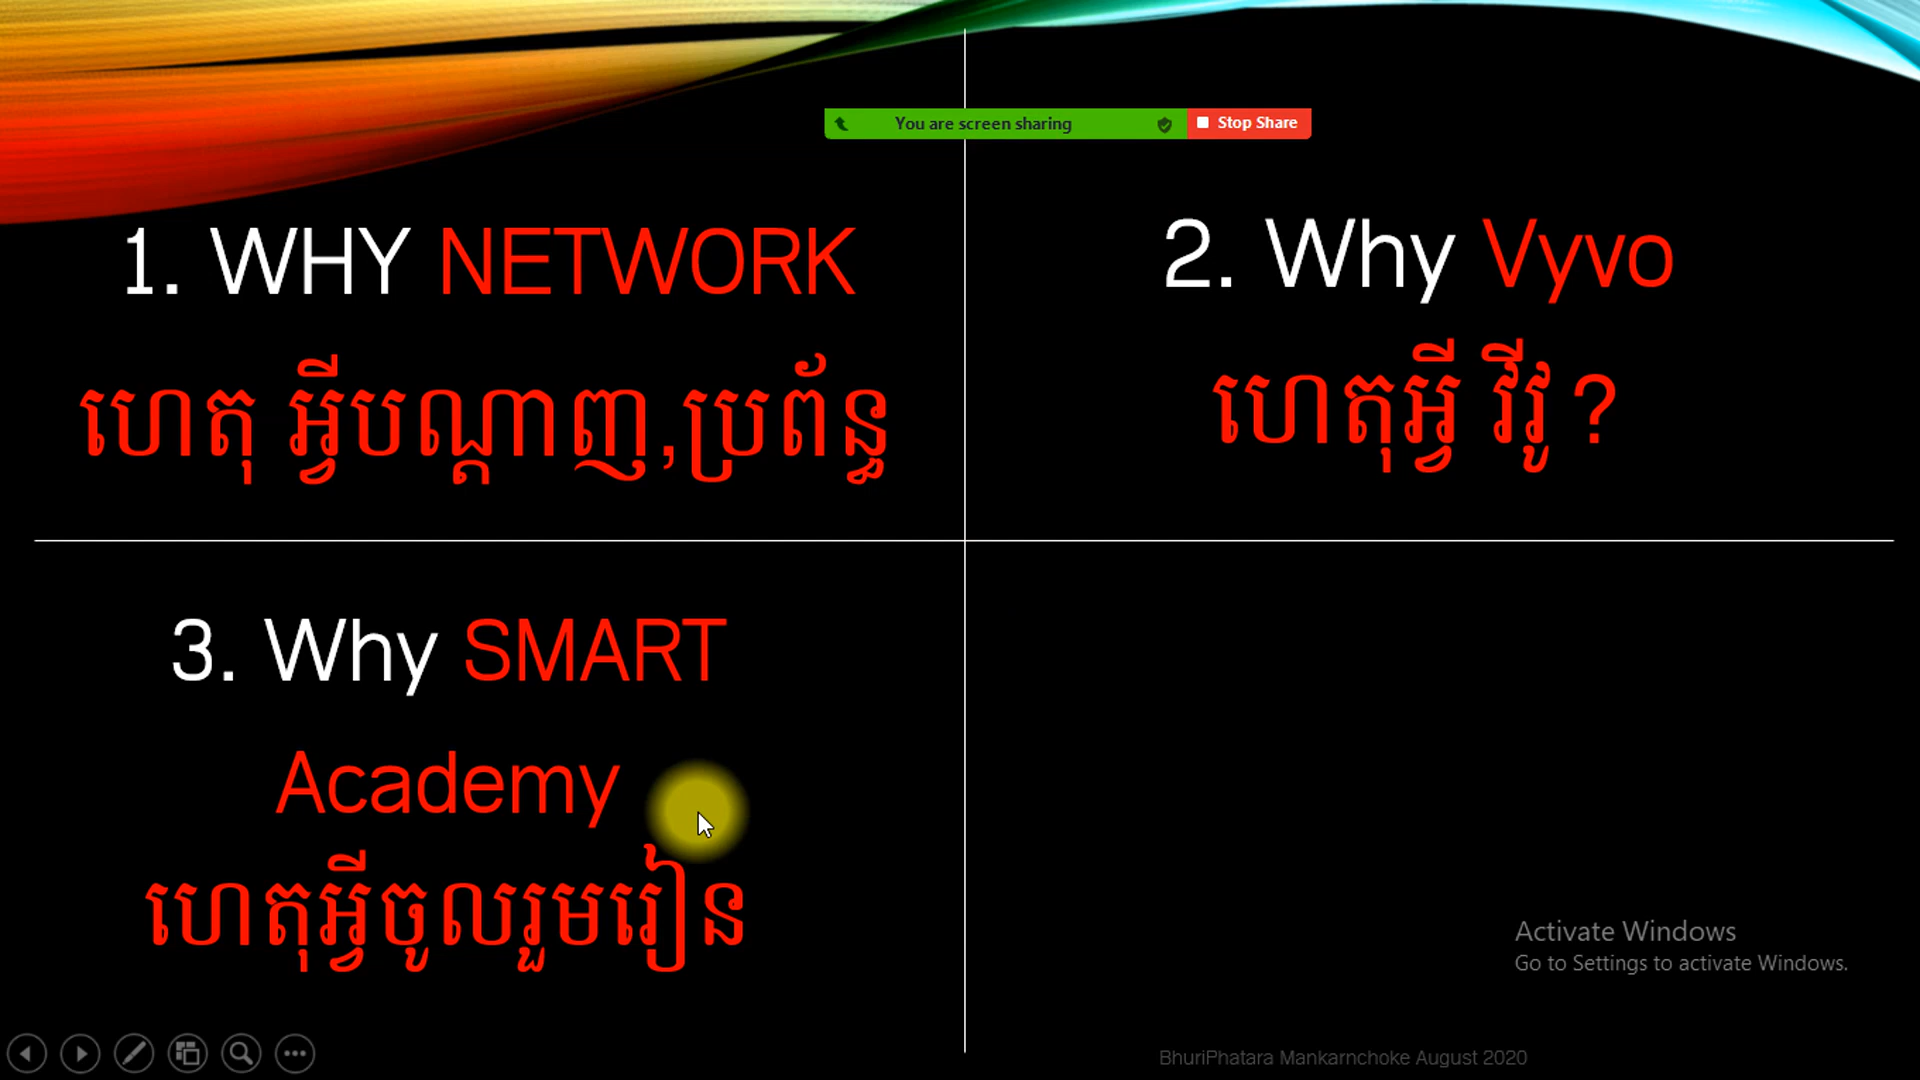 You are screen sharing
Stop Share
1. WHY NETWORK
ហេតុ អ្វីបណ្តាញ,ប្រព័ន្ធ
2. Why Vyvo
ហេតុអ្វី វីវូ ?
3. Why SMART
Academy
ហេតុអ្វីចូលរួមរៀន
Activate Windows
Go to Settings to activate Windows.
BhuriPhatara Mankarnchoke August 2020